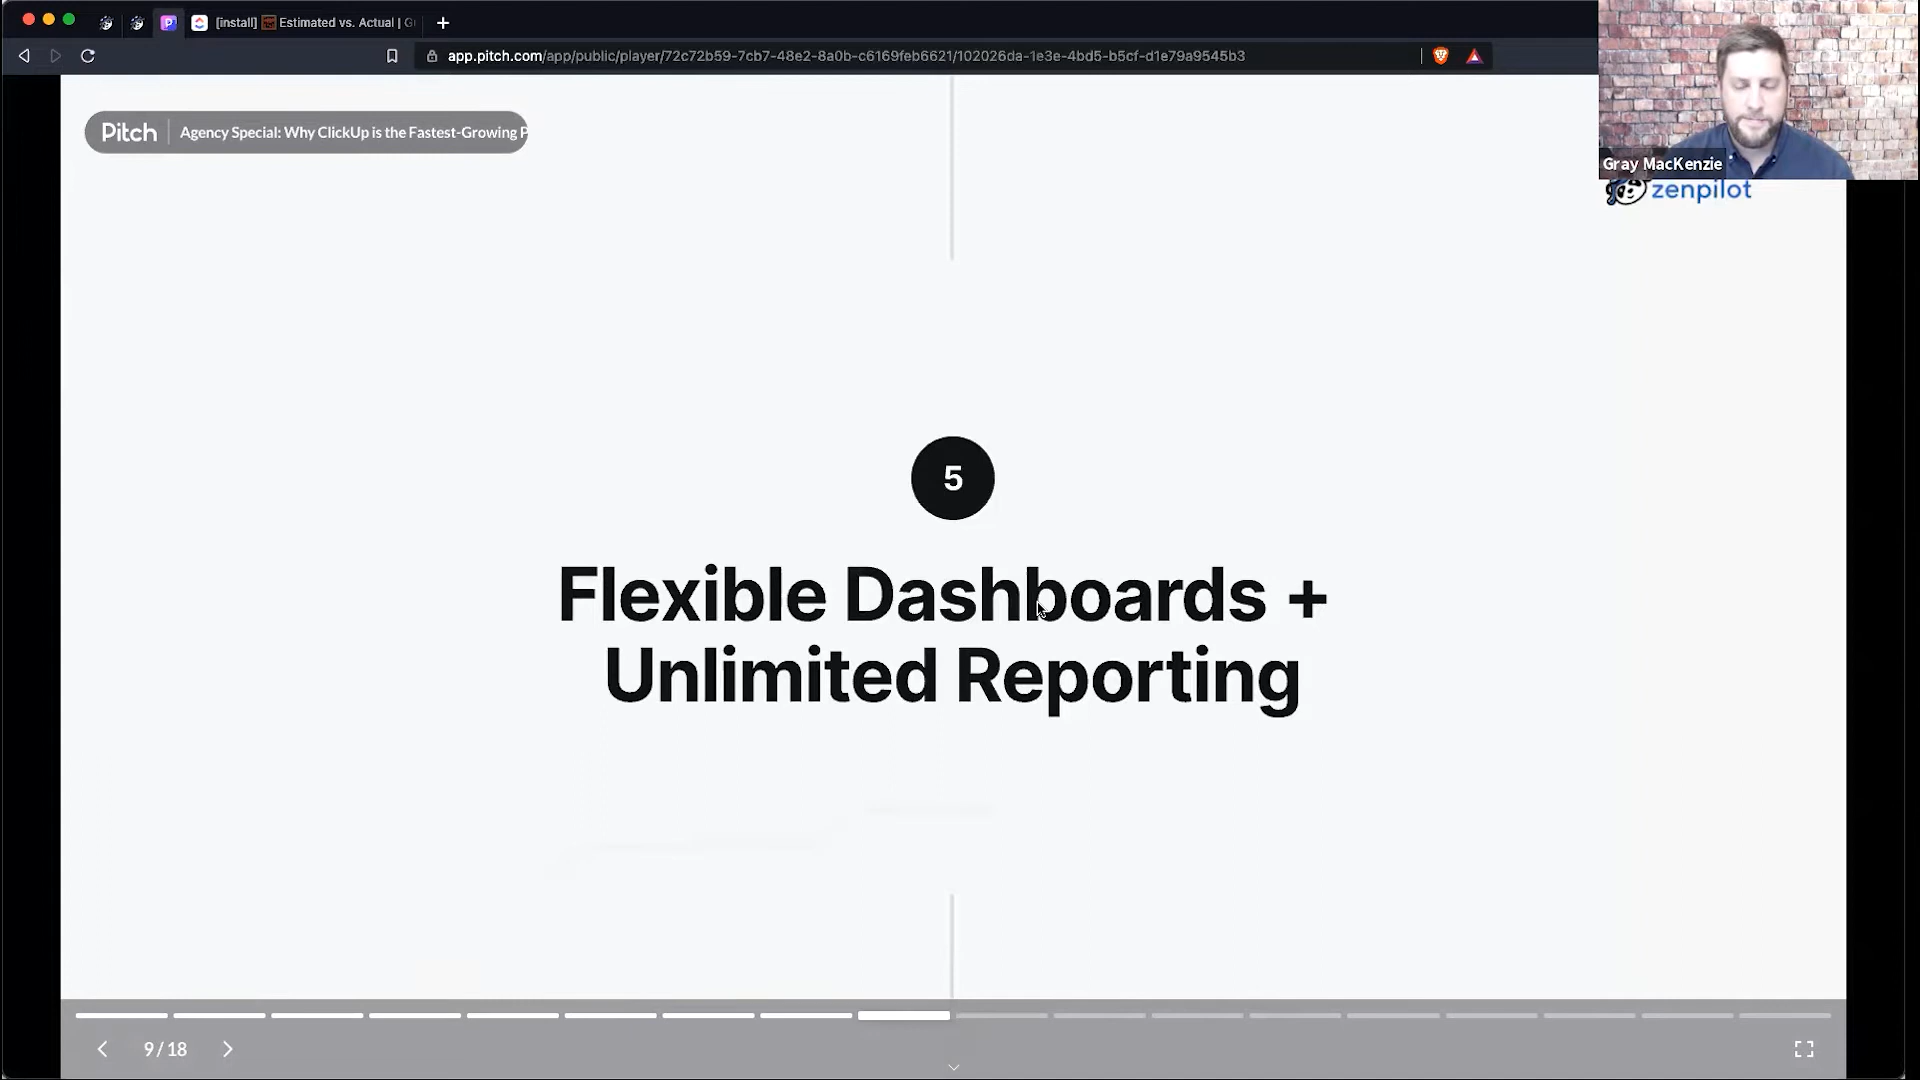 [install] Estimated vs. Actual | G
app.pitch.com/app/public/player/72c72b59-7cb7-48e2-8a0b-c6169feb6621/102026da-1e3e-4bd5-b5cf-d1e79a9545b3
Pitch Agency Special: Why ClickUp is the Fastest-Growing P
Gray MacKenzie
zenpilot
5
Flexible Dashboards +
Unlimited Reporting
9 / 18